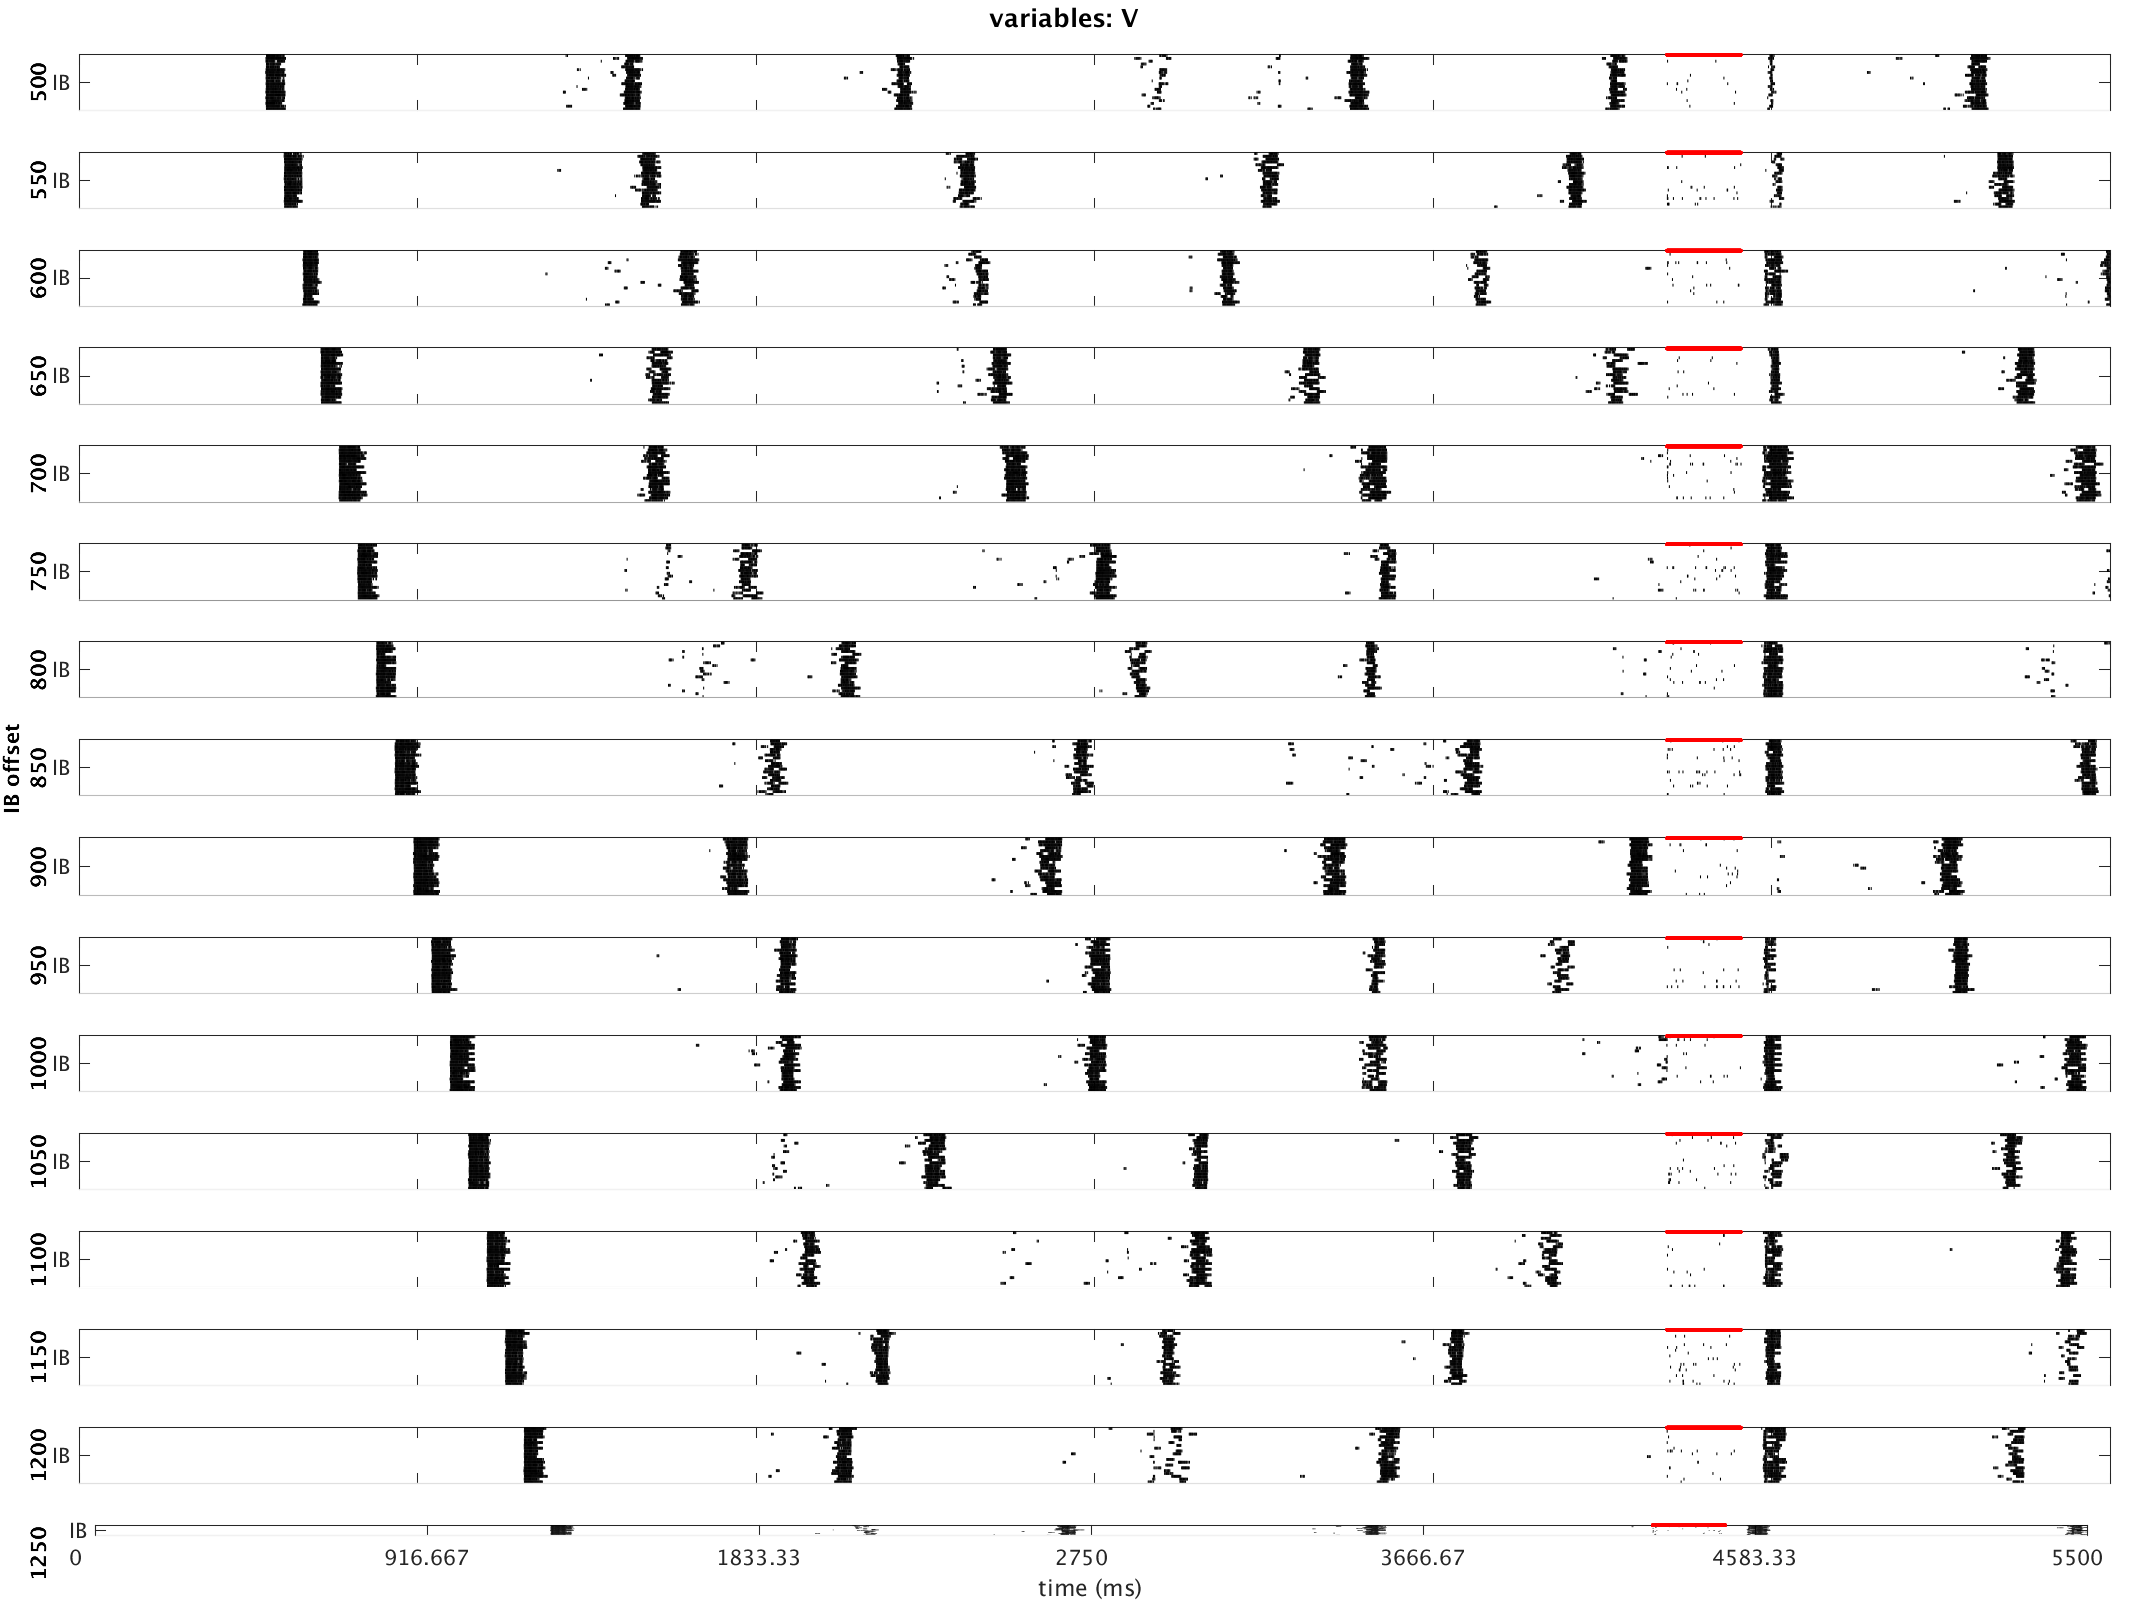 variables: V
500 IB
550 IB
600 IB
650 IB
700 IB
750 IB
800 IB
850 IB
900 IB
950 IB
1000 IB
1050 IB
1100 IB
1150 IB
1200 IB
1250 IB
IB offset
0 916.667 1833.33 2750 3666.67 4583.33 5500
time (ms)